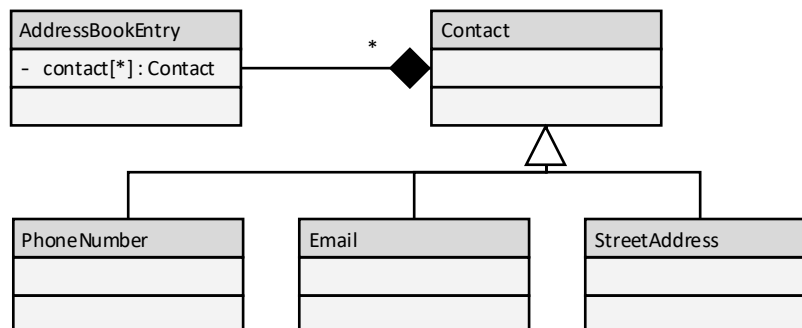 AddressBookEntry
- contact[*] : Contact
*
Contact
PhoneNumber
Email
StreetAddress